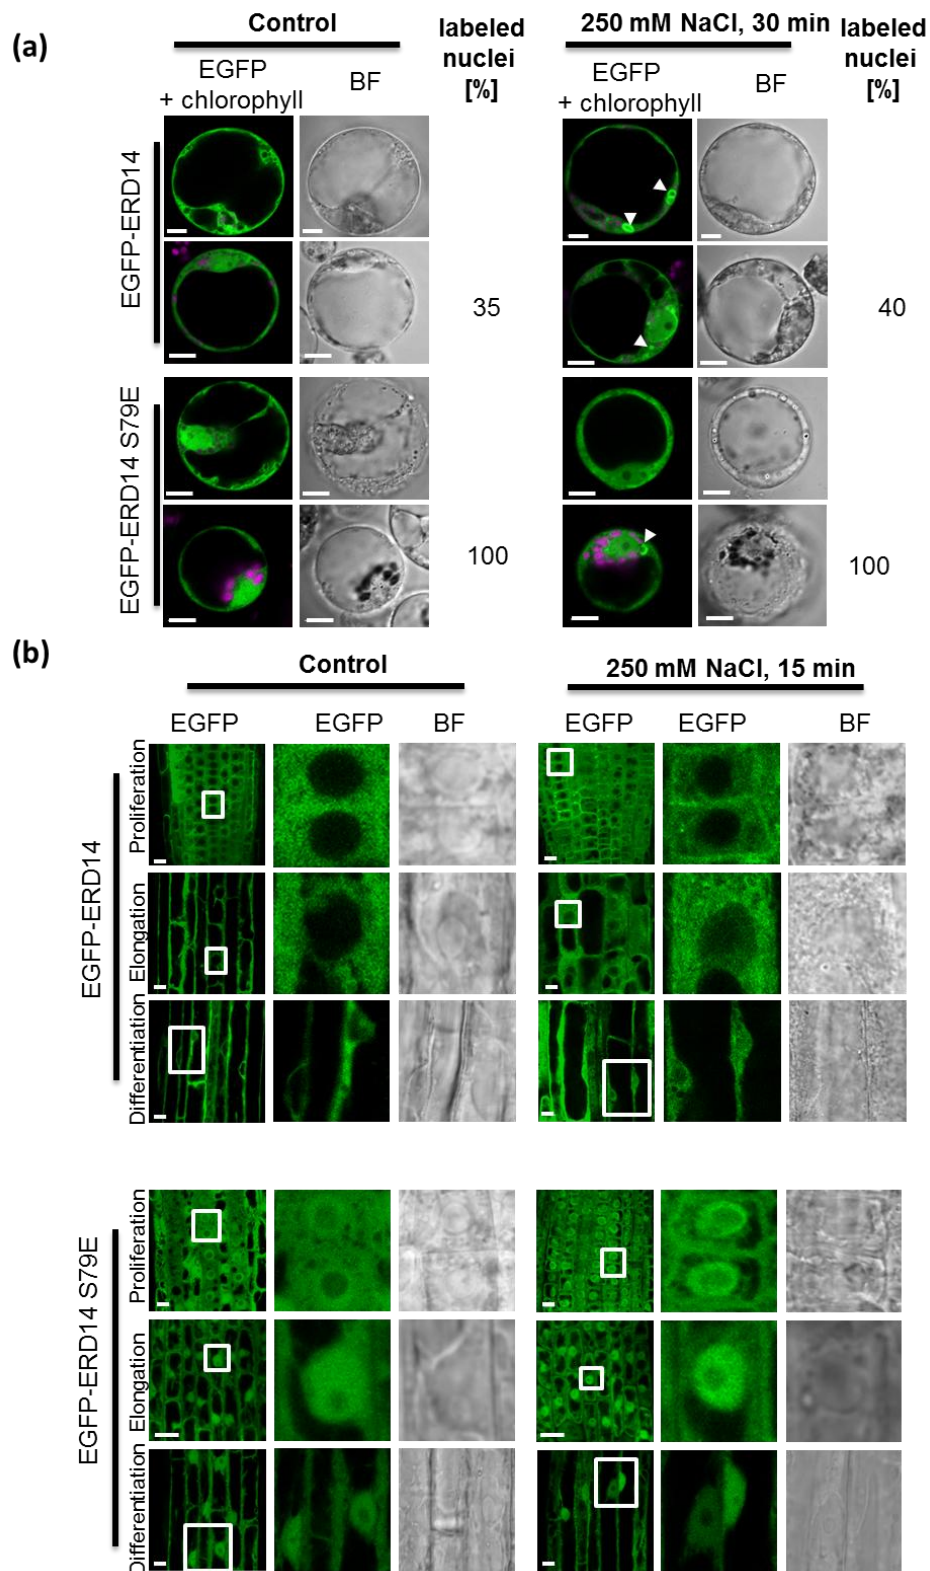 (a)
Control
labeled
nuclei
[%]
250 mM NaCl, 30 min
labeled
nuclei
[%]
EGFP
+ chlorophyll
BF
EGFP
+ chlorophyll
BF
EGFP-ERD14
35
40
EGFP-ERD14 S79E
100
100
(b)
Control
250 mM NaCl, 15 min
EGFP
EGFP
BF
EGFP
EGFP
BF
EGFP-ERD14
Proliferation
Elongation
Differentiation
EGFP-ERD14 S79E
Proliferation
Elongation
Differentiation